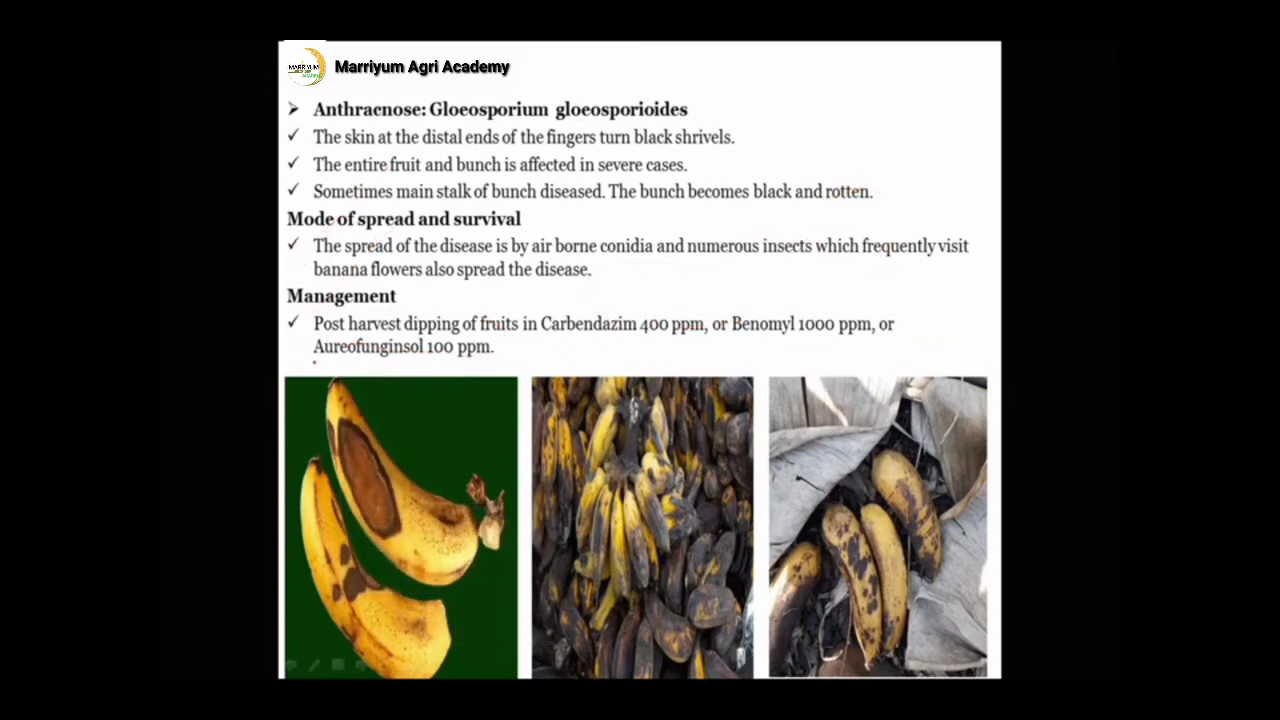 MARRIYUM
ACADEMY
Marriyum Agri Academy
➤ Anthracnose: Gloeosporium gloeosporioides
✓ The skin at the distal ends of the fingers turn black shrivels.
✓ The entire fruit and bunch is affected in severe cases.
✓ Sometimes main stalk of bunch diseased. The bunch becomes black and rotten.
Mode of spread and survival
✓ The spread of the disease is by air borne conidia and numerous insects which frequently visit
banana flowers also spread the disease.
Management
✓ Post harvest dipping of fruits in Carbendazim 400 ppm, or Benomyl 1000 ppm, or
Aureofunginsol 100 ppm.